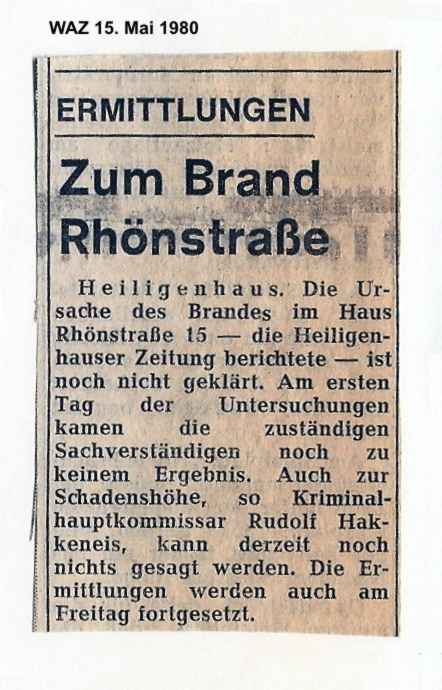 WAZ 15. Mai 1980
ERMITTLUNGEN
Zum Brand
Rhönstraße
Heiligenhaus. Die Ur-
sache des Brandes im Haus
Rhönstraße 15 — die Heiligen-
hauser Zeitung berichtete — ist
noch nicht geklärt. Am ersten
Tag der Untersuchungen
kamen die zuständigen
Sachverständigen noch zu
keinem Ergebnis. Auch zur
Schadenshöhe, so Kriminal-
hauptkommissar Rudolf Hak-
keneis, kann derzeit noch
nichts gesagt werden. Die Er-
mittlungen werden auch am
Freitag fortgesetzt.